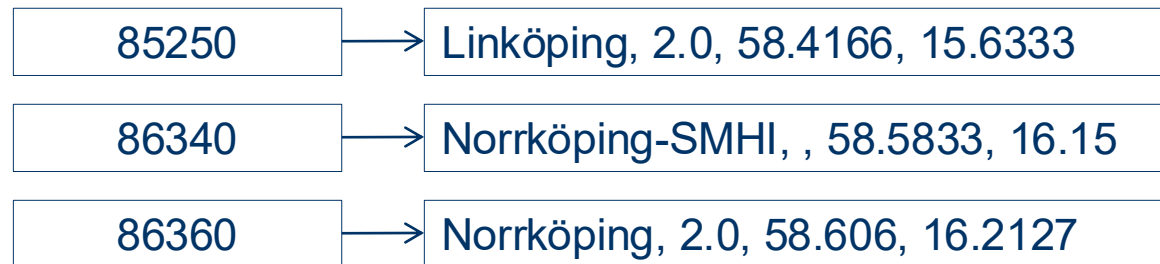 85250 Linköping, 2.0, 58.4166, 15.6333
86340 Norrköping-SMHI, , 58.5833, 16.15
86360 Norrköping, 2.0, 58.606, 16.2127